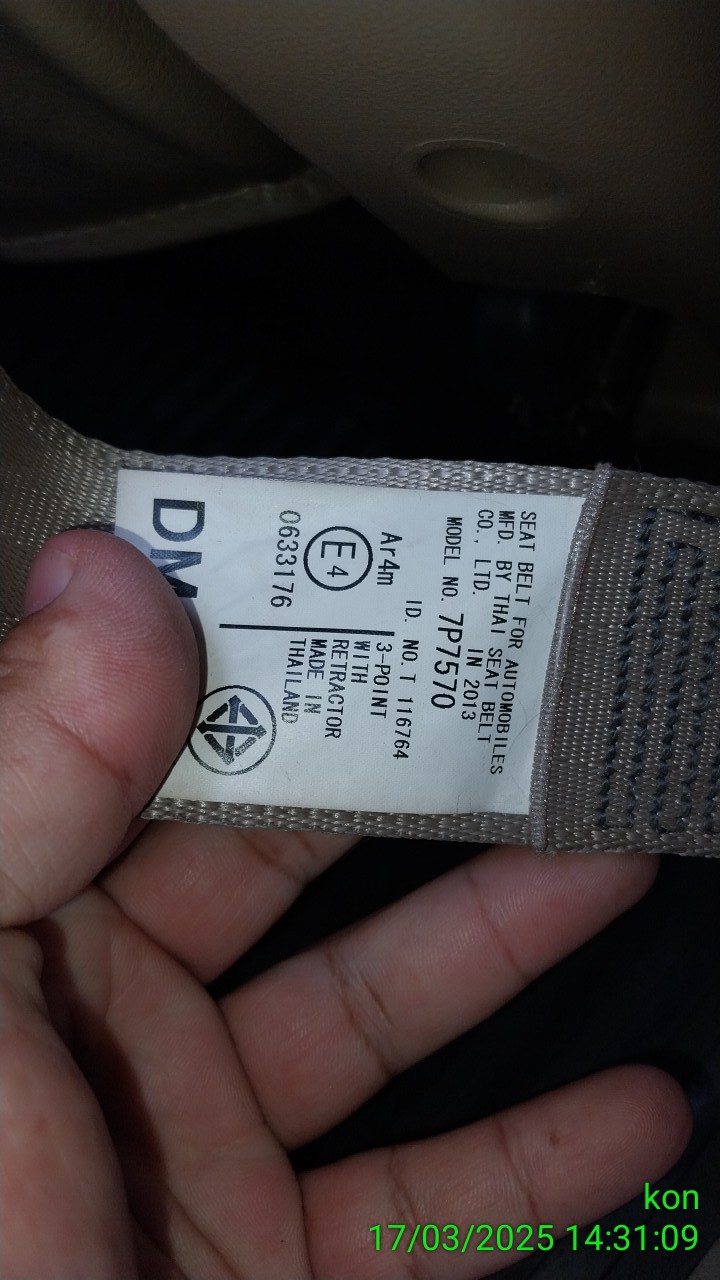 SEAT BELT FOR AUTOMOBILES
MFD. BY THAI SEAT BELT
CO., LTD. IN 2013
MODEL NO. 7P7570
ID. NO. T 116764
Ar4m
E4
0633176
3-POINT
WITH
RETRACTOR
MADE IN
THAILAND
DM
kon
17/03/2025 14:31:09